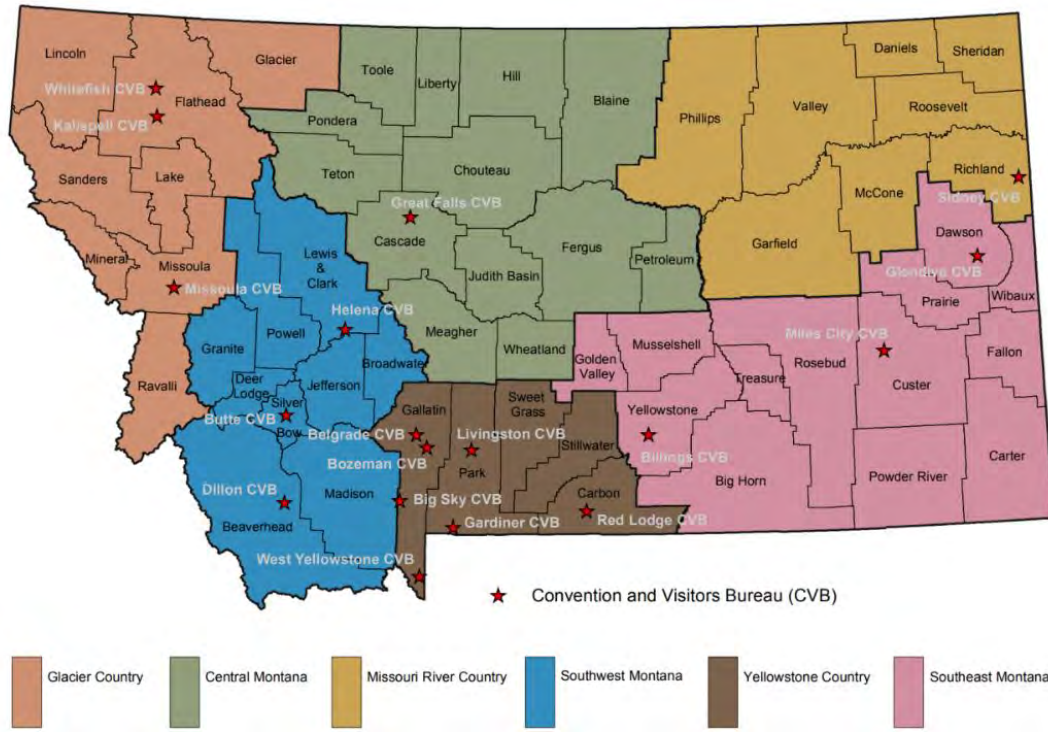 Lincoln
Glacier
Toole
Liberty
Hill
Blaine
Daniels
Sheridan
Whitefish CVB
Flathead
Kalispell CVB
Pondera
Phillips
Valley
Roosevelt
Sanders
Lake
Teton
Chouteau
Richland
McCone
Sidney CVB
Great Falls CVB
Cascade
Fergus
Dawson
Mineral
Missoula
Missoula CVB
Lewis
&
Clark
Judith Basin
Petroleum
Garfield
Glendive CVB
Prairie
Wibaux
Helena CVB
Powell
Granite
Meagher
Wheatland
Musselshell
Golden
Valley
Miles City CVB
Rosebud
Treasure
Custer
Fallon
Ravalli
Deer
Lodge
Jefferson
Broadwater
Silver
Bow
Butte CVB
Gallatin
Sweet
Grass
Yellowstone
Belgrade CVB
Livingston CVB
Stillwater
Billings CVB
Bozeman CVB
Park
Carter
Dillon CVB
Madison
Big Sky CVB
Carbon
Big Horn
Powder River
Beaverhead
Gardiner CVB
Red Lodge CVB
West Yellowstone CVB
Convention and Visitors Bureau (CVB)
Glacier Country
Central Montana
Missouri River Country
Southwest Montana
Yellowstone Country
Southeast Montana